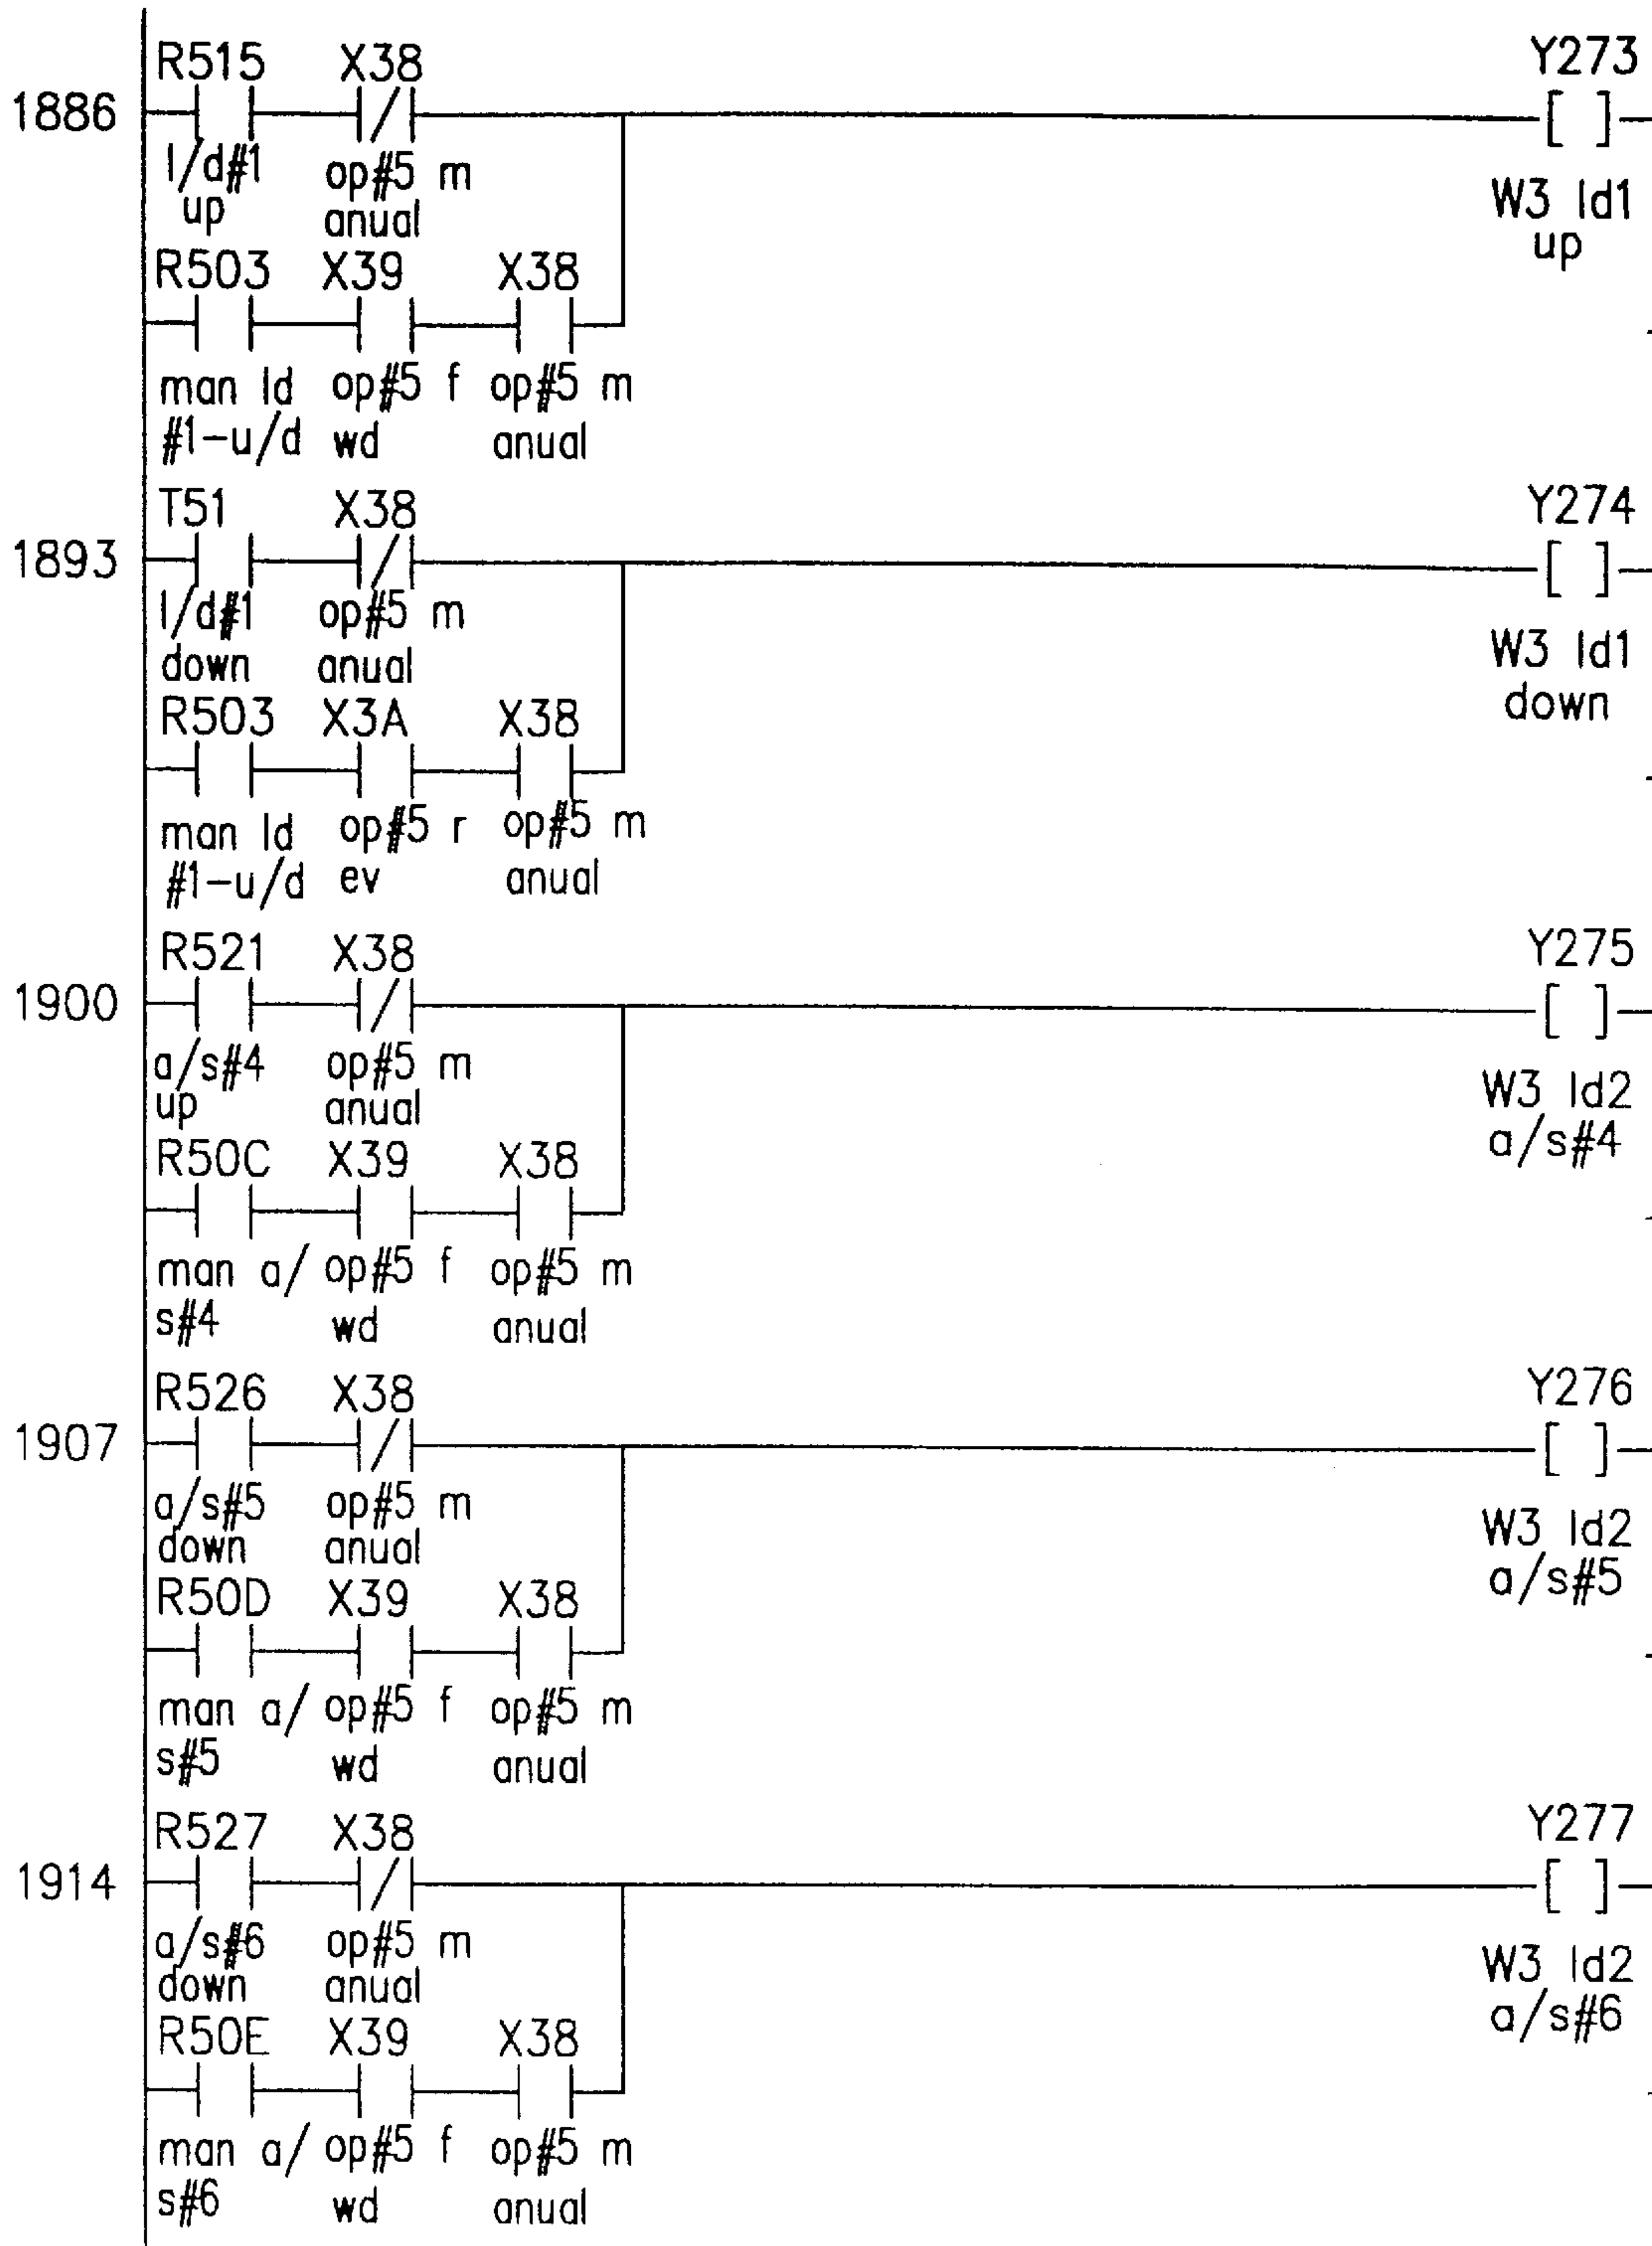 R515 X38 Y273
1886 [ ]
l/d#1 op#5 m W3 ld1
up anual up
R503 X39 X38
man ld op#5 f op#5 m
#1-u/d wd anual
T51 X38 Y274
1893 [ ]
l/d#1 op#5 m W3 ld1
down anual down
R503 X3A X38
man ld op#5 r op#5 m
#1-u/d ev anual
R521 X38 Y275
1900 [ ]
a/s#4 op#5 m W3 ld2
up anual a/s#4
R50C X39 X38
man a/ op#5 f op#5 m
s#4 wd anual
R526 X38 Y276
1907 [ ]
a/s#5 op#5 m W3 ld2
down anual a/s#5
R50D X39 X38
man a/ op#5 f op#5 m
s#5 wd anual
R527 X38 Y277
1914 [ ]
a/s#6 op#5 m W3 ld2
down anual a/s#6
R50E X39 X38
man a/ op#5 f op#5 m
s#6 wd anual